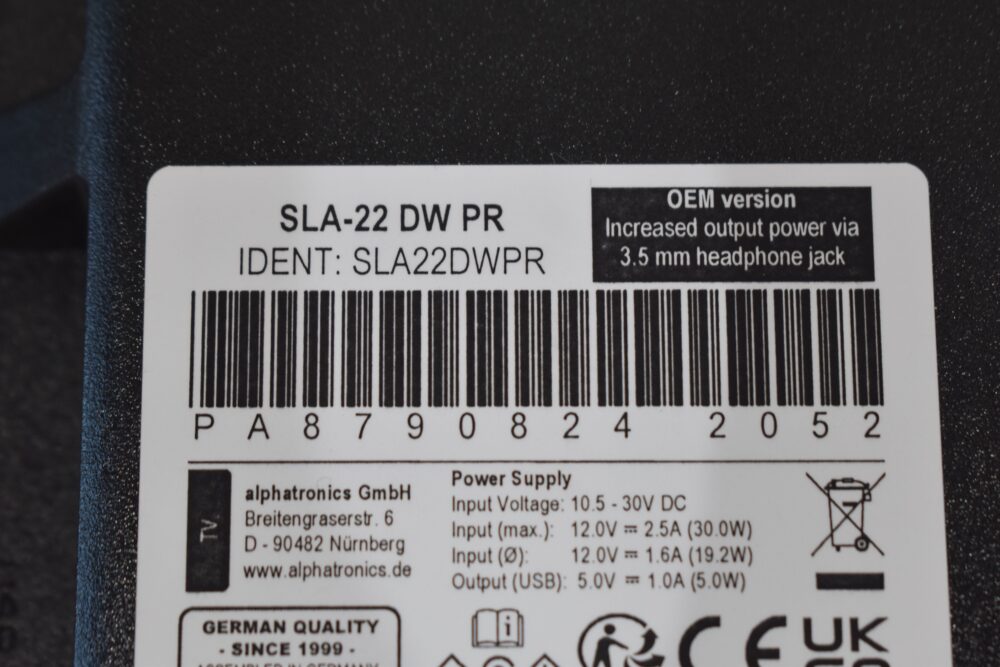 SLA-22 DW PR
IDENT: SLA22DWPR
OEM version
Increased output power via
3.5 mm headphone jack
PA8790824 2052
TV
alphatronics GmbH
Breitengraserstr. 6
D - 90482 Nürnberg
www.alphatronics.de
Power Supply
Input Voltage: 10.5 - 30V DC
Input (max.): 12.0V ⎓ 2.5A (30.0W)
Input (Ø): 12.0V ⎓ 1.6A (19.2W)
Output (USB): 5.0V ⎓ 1.0A (5.0W)
GERMAN QUALITY
- SINCE 1999 -
ASSEMBLED IN GERMANY
CE
UK